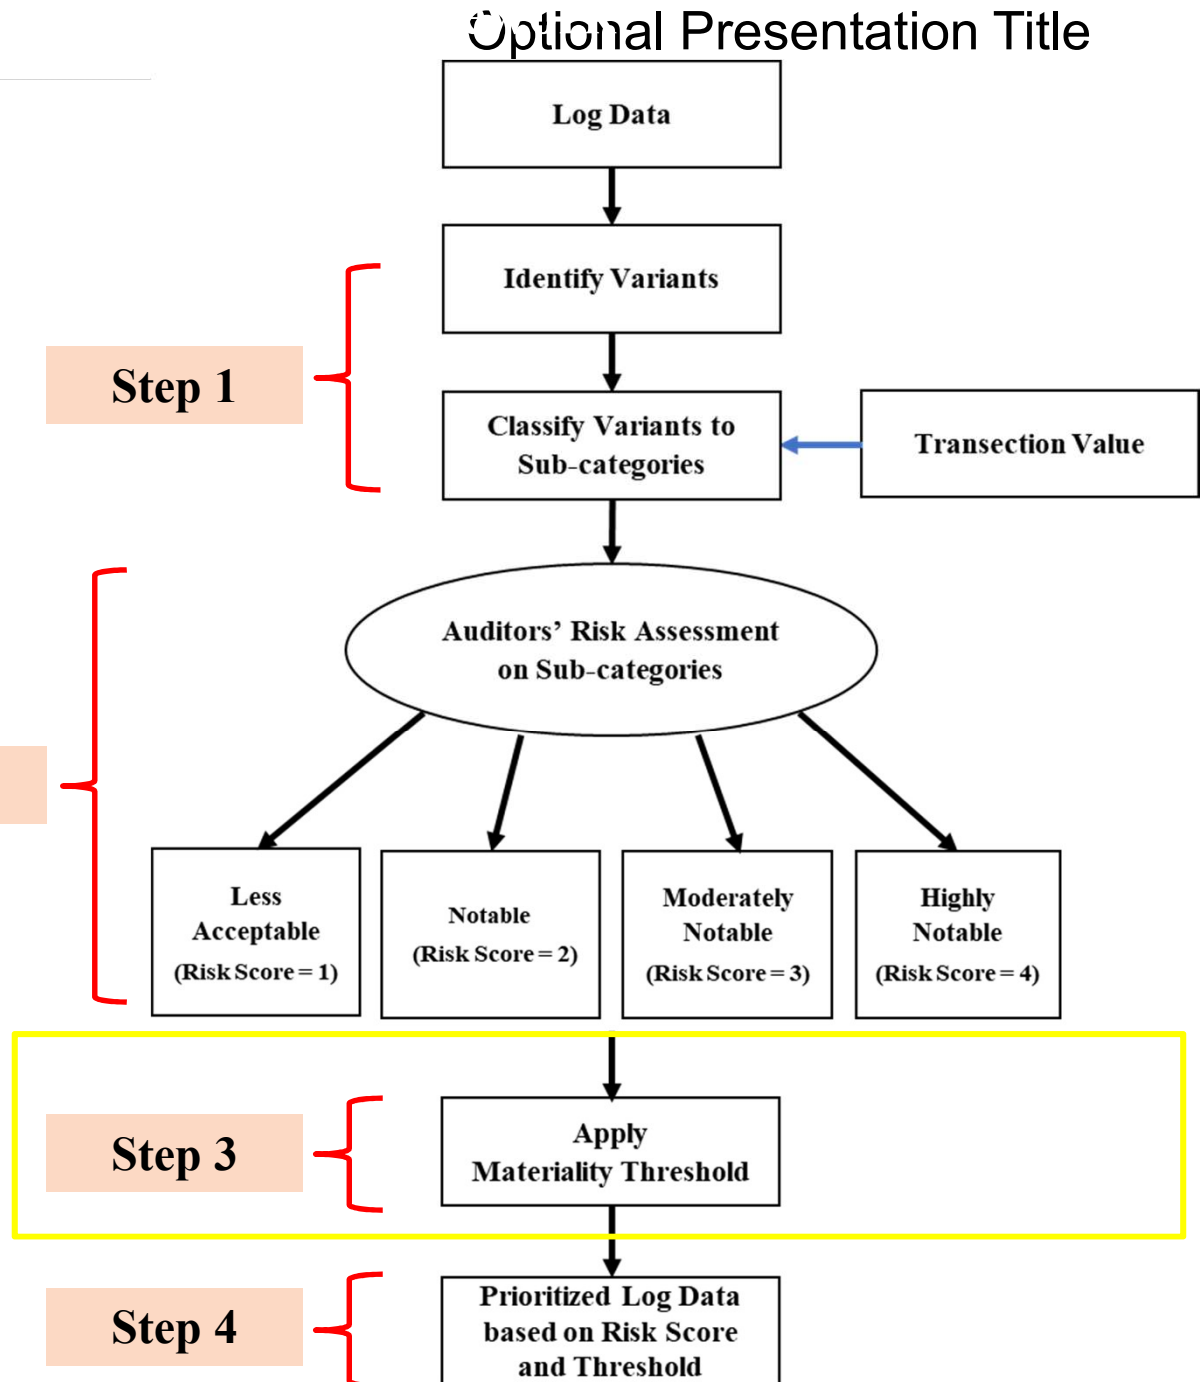 Optional Presentation Title
Log Data
Identify Variants
Step 1
Classify Variants to
Sub-categories
Transection Value
Auditors’ Risk Assessment
on Sub-categories
Less
Acceptable
(Risk Score = 1)
Notable
(Risk Score = 2)
Moderately
Notable
(Risk Score = 3)
Highly
Notable
(Risk Score = 4)
Step 3
Apply
Materiality Threshold
Step 4
Prioritized Log Data
based on Risk Score
and Threshold